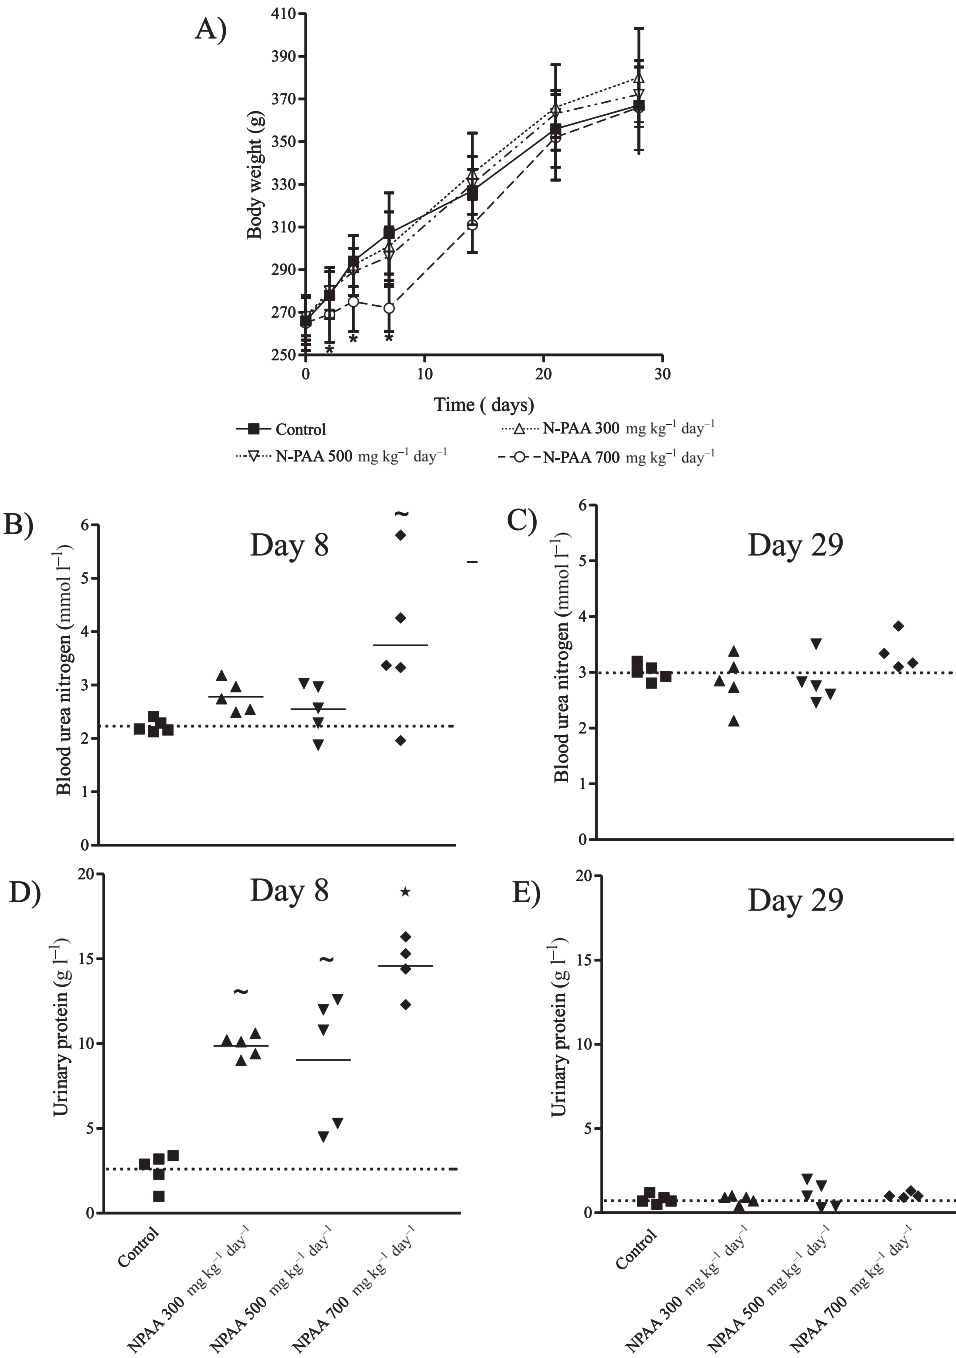 A)
410
390
370
350
330
310
290
270
250
Body weight (g)
* * *
0 10 20 30
Time ( days)
Control
N-PAA 300 mg kg⁻¹ day⁻¹
N-PAA 500 mg kg⁻¹ day⁻¹
N-PAA 700 mg kg⁻¹ day⁻¹
B)
Day 8
~
6
5
4
3
2
1
0
Blood urea nitrogen (mmol l⁻¹)
C)
Day 29
6
5
4
3
2
1
0
Blood urea nitrogen (mmol l⁻¹)
D)
Day 8
20
15
10
5
0
Urinary protein (g l⁻¹)
~ ~ ★
Control
NPAA 300 mg kg⁻¹ day⁻¹
NPAA 500 mg kg⁻¹ day⁻¹
NPAA 700 mg kg⁻¹ day⁻¹
E)
Day 29
20
15
10
5
0
Urinary protein (g l⁻¹)
Control
NPAA 300 mg kg⁻¹ day⁻¹
NPAA 500 mg kg⁻¹ day⁻¹
NPAA 700 mg kg⁻¹ day⁻¹